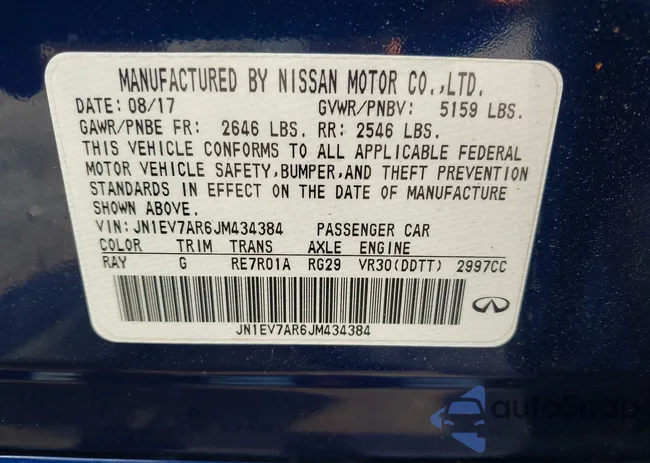 MANUFACTURED BY NISSAN MOTOR CO.,LTD.
DATE: 08/17 GVWR/PNBV: 5159 LBS.
GAWR/PNBE FR: 2646 LBS. RR: 2546 LBS.
THIS VEHICLE CONFORMS TO ALL APPLICABLE FEDERAL
MOTOR VEHICLE SAFETY,BUMPER,AND THEFT PREVENTION
STANDARDS IN EFFECT ON THE DATE OF MANUFACTURE
SHOWN ABOVE.
VIN: JN1EV7AR6JM434384 PASSENGER CAR
COLOR TRIM TRANS AXLE ENGINE
RAY G RE7R01A RG29 VR30(DDTT) 2997CC
JN1EV7AR6JM434384
autoSnap